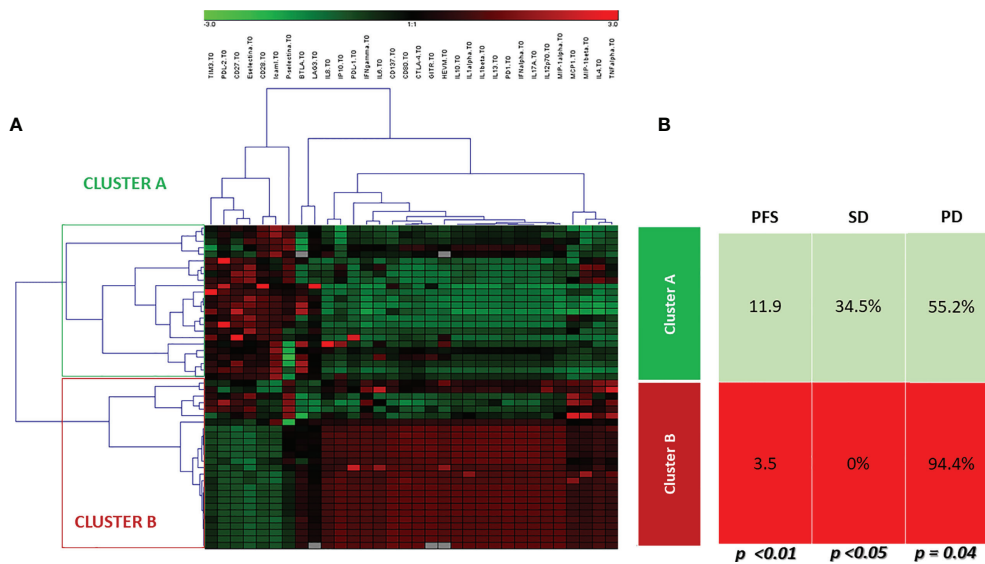 -3.0
1:1
3.0
TIM3.T0
PDL-2.T0
CD27.T0
Eselectina.T0
CD28.T0
Icam1.T0
P-selectina.T0
BTLA.T0
LAG3.T0
IL8.T0
IP10.T0
PDL-1.T0
IFNgamma.T0
IL6.T0
CD137.T0
CD80.T0
CTLA-4.T0
GITR.T0
HEVM.T0
IL10.T0
IL1alpha.T0
IL1beta.T0
IL13.T0
PD1.T0
IFNalpha.T0
IL17A.T0
IL12p70.T0
MIP-1alpha.T0
MCP1.T0
MIP-1beta.T0
IL4.T0
TNFalpha.T0
A
B
CLUSTER A
CLUSTER B
PFS SD PD
Cluster A
11.9 34.5% 55.2%
Cluster B
3.5 0% 94.4%
p <0.01 p <0.05 p = 0.04